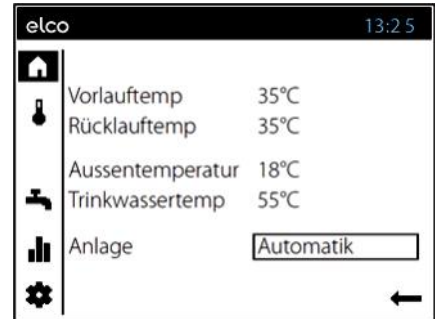 elco 13:25
Vorlauftemp 35°C
Rücklauftemp 35°C
Aussentemperatur 18°C
Trinkwassertemp 55°C
Anlage Automatik